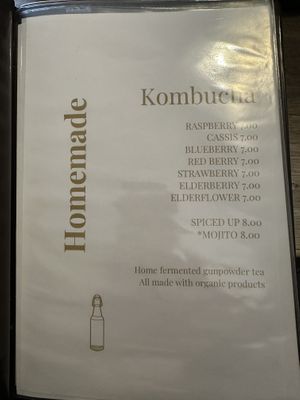 Homemade
Kombucha
RASPBERRY 7.00
CASSIS 7.00
BLUEBERRY 7.00
RED BERRY 7.00
STRAWBERRY 7.00
ELDERBERRY 7.00
ELDERFLOWER 7.00
SPICED UP 8.00
*MOJITO 8.00
Home fermented gunpowder tea
All made with organic products